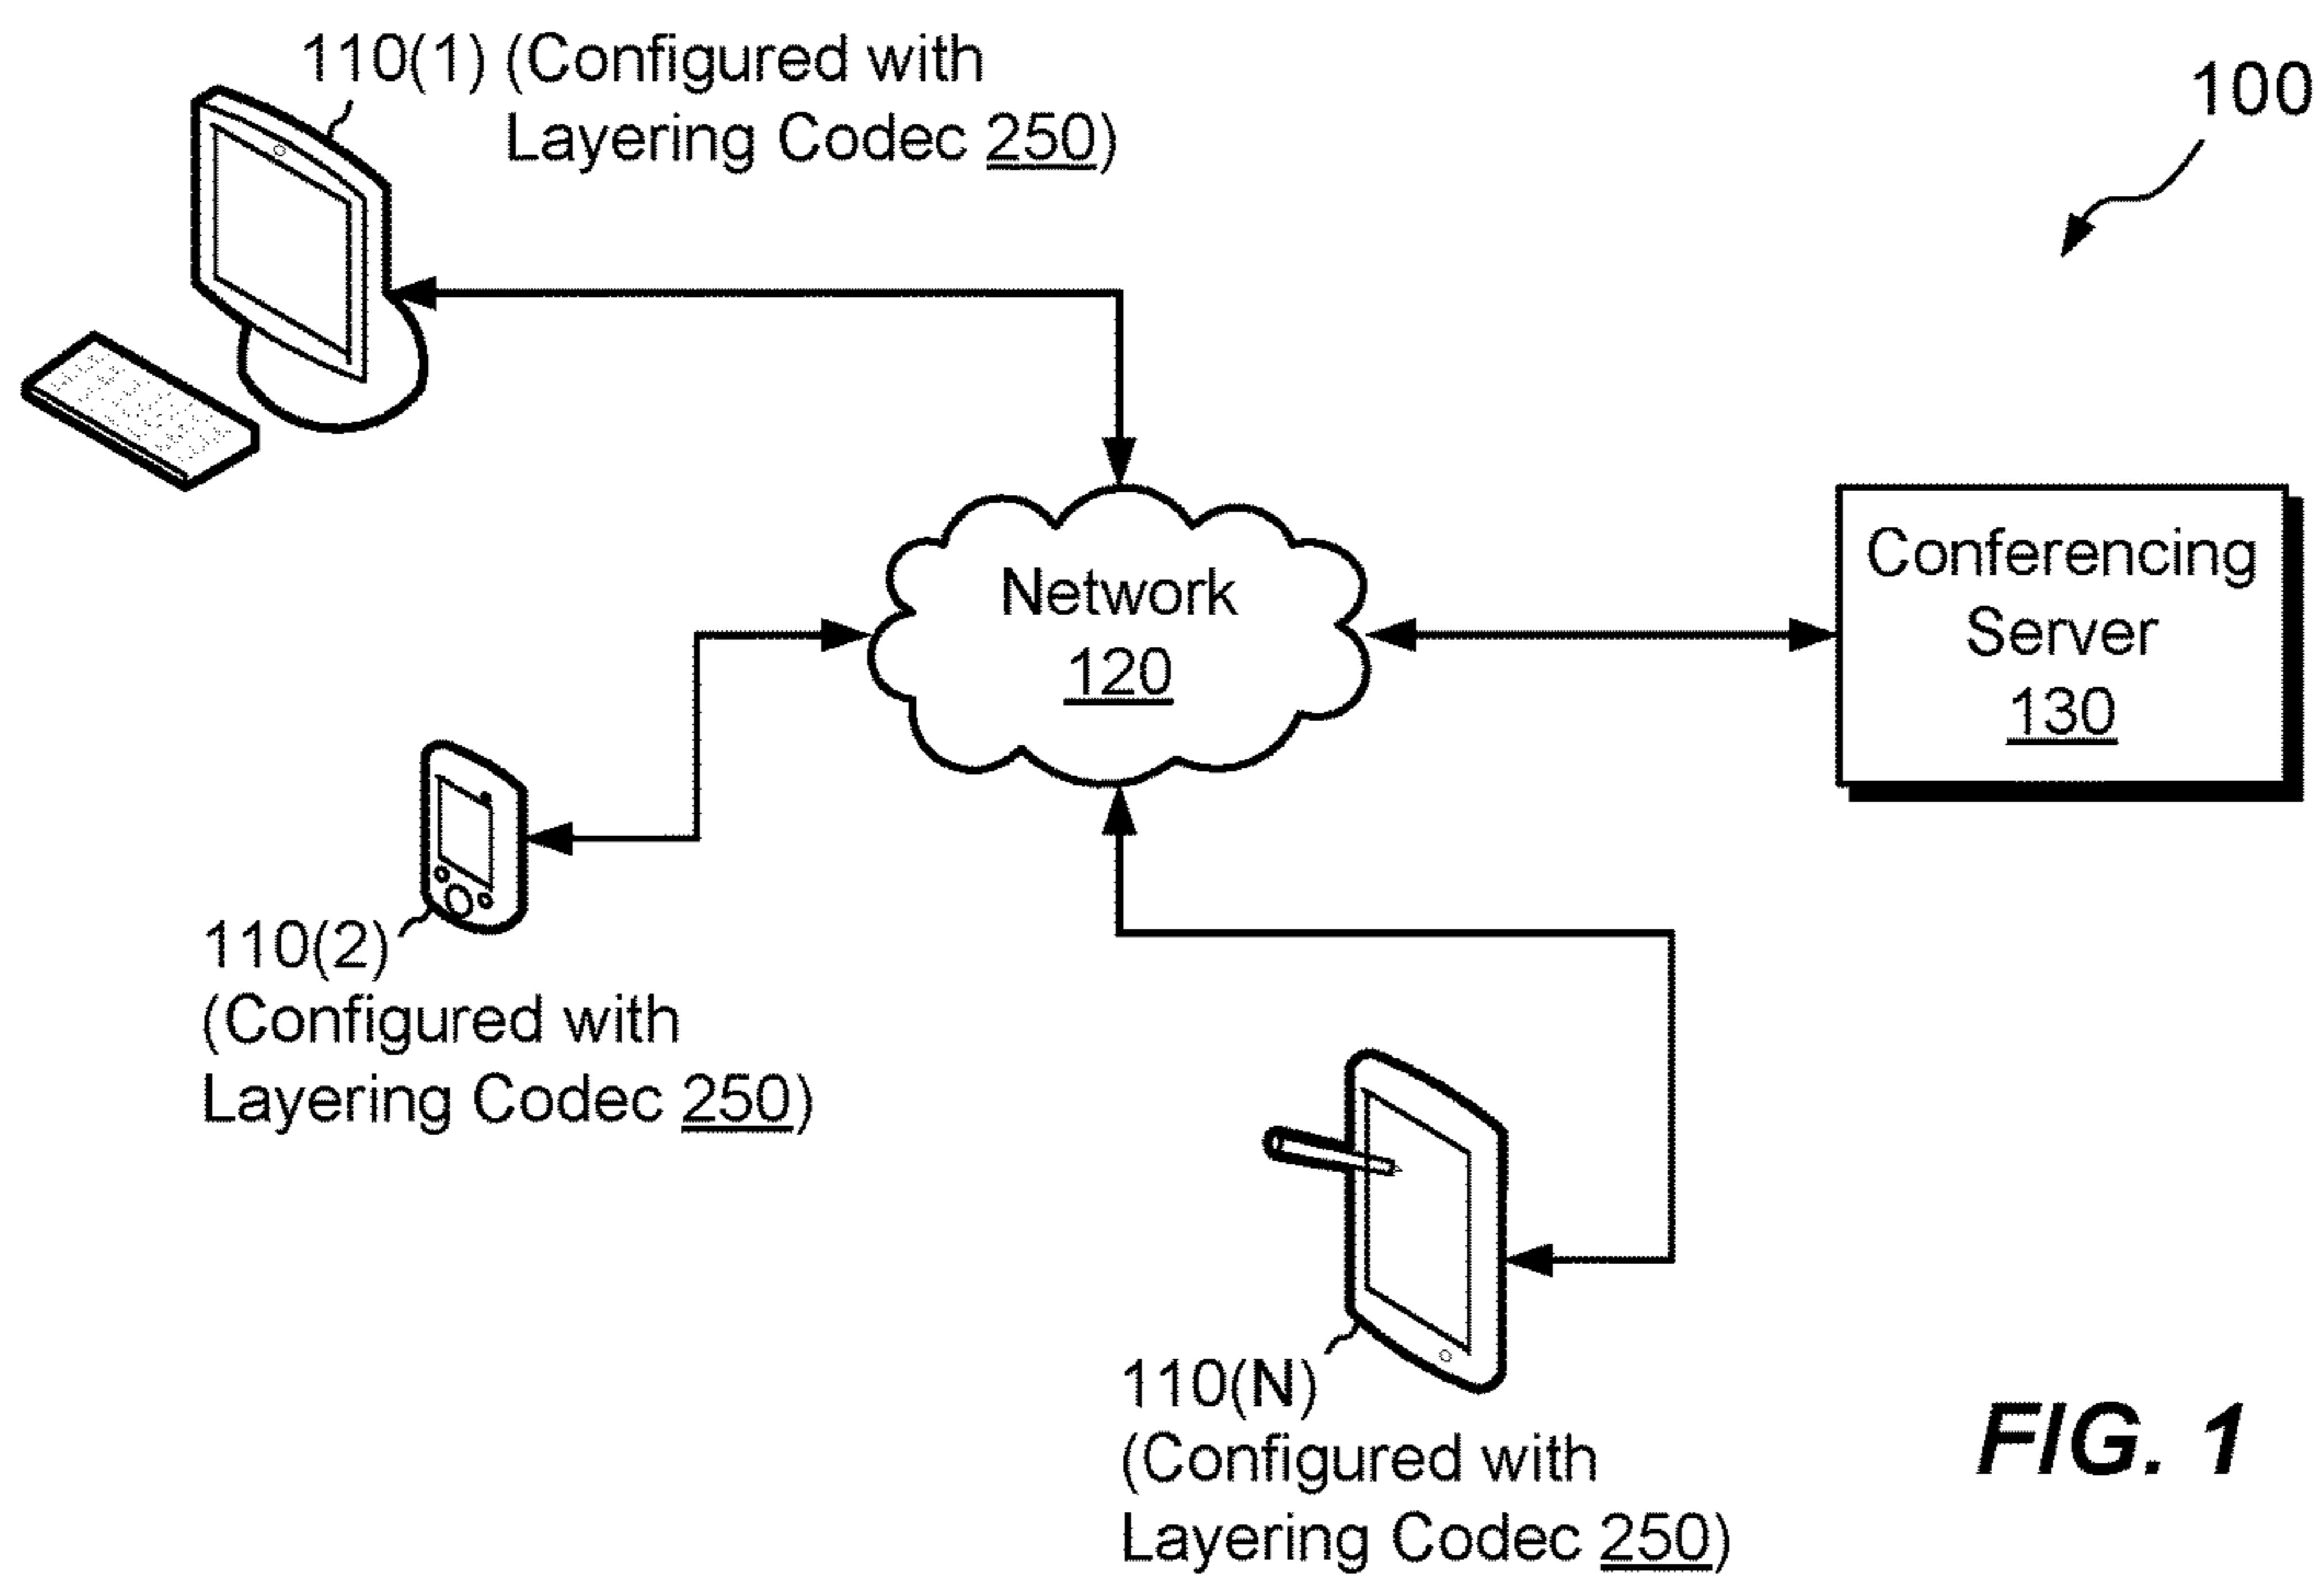 110(1) (Configured with
Layering Codec 250)
100
Network
120
Conferencing
Server
130
110(2)
(Configured with
Layering Codec 250)
110(N)
(Configured with
Layering Codec 250)
FIG. 1